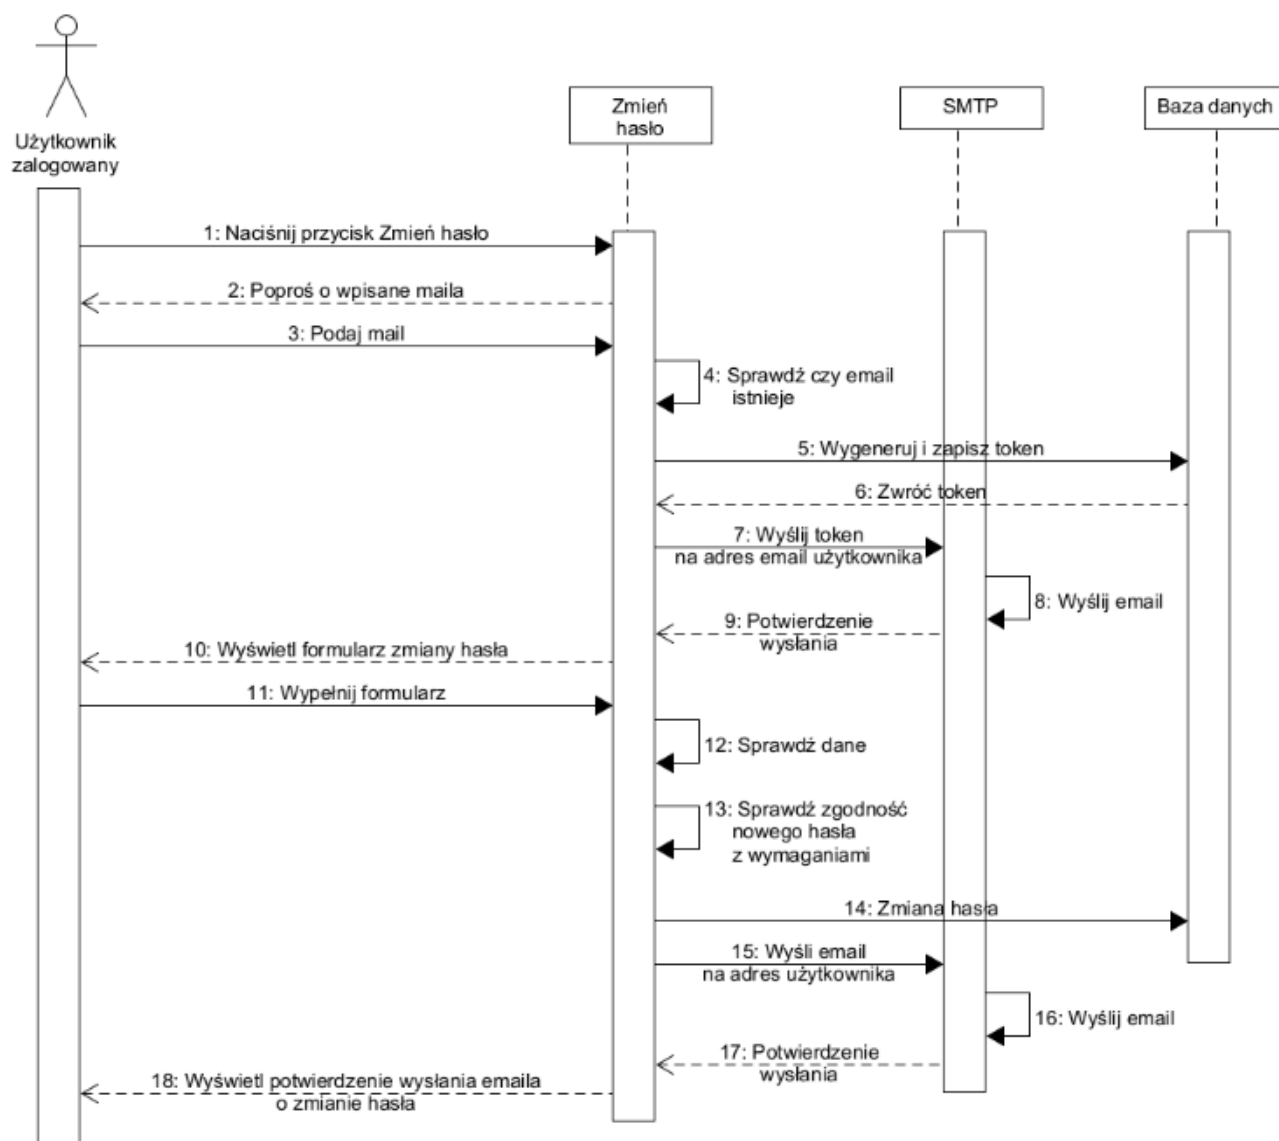 Użytkownik
zalogowany
Zmień
hasło
SMTP
Baza danych
1: Naciśnij przycisk Zmień hasło
2: Poproś o wpisane maila
3: Podaj mail
4: Sprawdź czy email
istnieje
5: Wygeneruj i zapisz token
6: Zwróć token
7: Wyślij token
na adres email użytkownika
8: Wyślij email
9: Potwierdzenie
wysłania
10: Wyświetl formularz zmiany hasła
11: Wypełnij formularz
12: Sprawdź dane
13: Sprawdź zgodność
nowego hasła
z wymaganiami
14: Zmiana hasła
15: Wyśli email
na adres użytkownika
16: Wyślij email
17: Potwierdzenie
wysłania
18: Wyświetl potwierdzenie wysłania emaila
o zmianie hasła